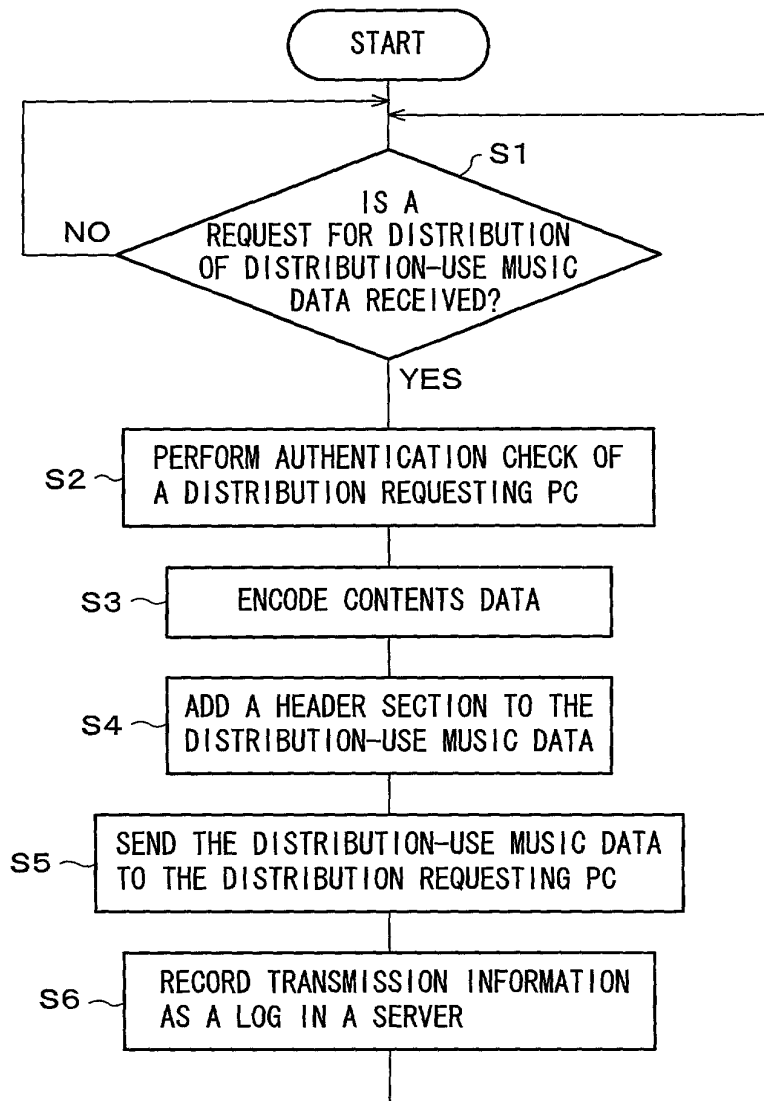 START
S1
IS A
REQUEST FOR DISTRIBUTION
OF DISTRIBUTION-USE MUSIC
DATA RECEIVED?
NO
YES
S2
PERFORM AUTHENTICATION CHECK OF
A DISTRIBUTION REQUESTING PC
S3
ENCODE CONTENTS DATA
S4
ADD A HEADER SECTION TO THE
DISTRIBUTION-USE MUSIC DATA
S5
SEND THE DISTRIBUTION-USE MUSIC DATA
TO THE DISTRIBUTION REQUESTING PC
S6
RECORD TRANSMISSION INFORMATION
AS A LOG IN A SERVER